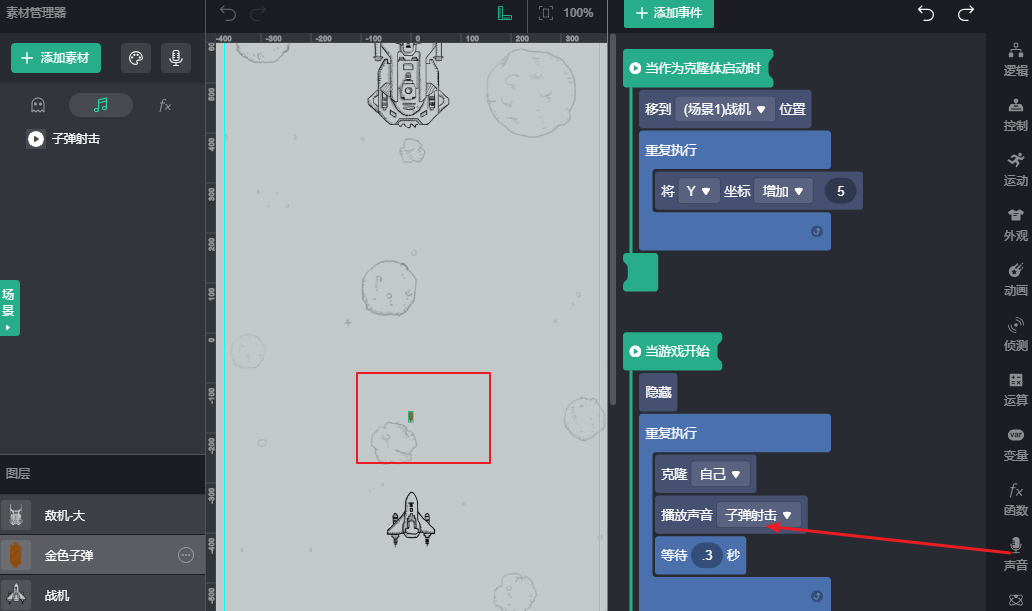 素材管理器
100%
+ 添加事件
+ 添加素材
fx
子弹射击
场景
图层
敌机-大
金色子弹
战机
-400 -300 -200 -100 0 100 200 300
500
400
300
200
100
0
-100
-200
-300
-400
-500
当作为克隆体启动时
移到 (场景1)战机 ▼ 位置
重复执行
将 Y ▼ 坐标 增加 ▼ 5
当游戏开始
隐藏
重复执行
克隆 自己 ▼
播放声音 子弹射击 ▼
等待 .3 秒
逻辑
控制
运动
外观
动画
侦测
运算
var
变量
fx
函数
声音